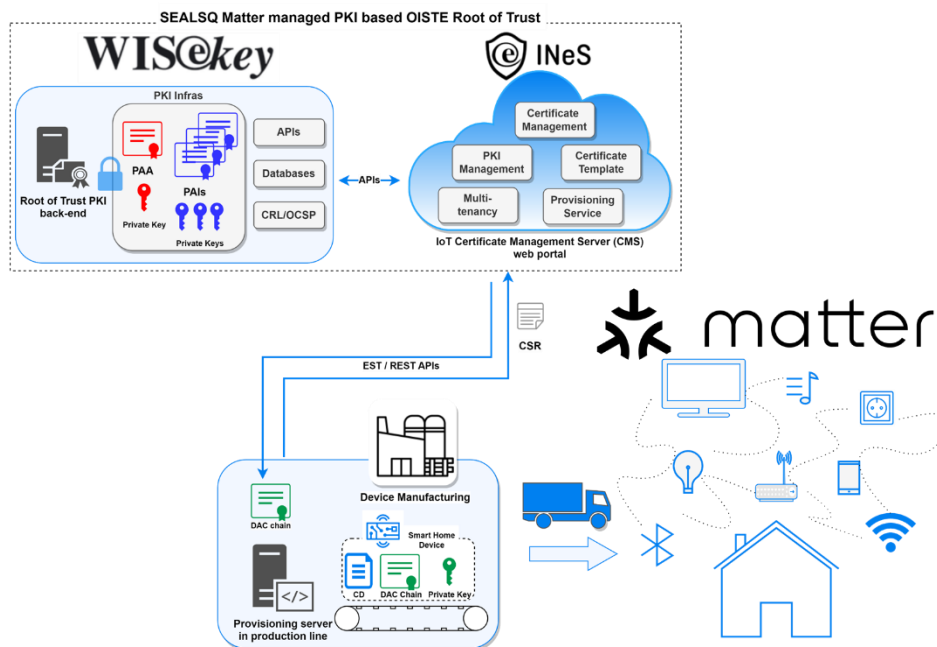 SEALSQ Matter managed PKI based OISTE Root of Trust
WISekey
e INeS
PKI Infras
PAA
Private Key
PAIs
Private Keys
Root of Trust PKI
back-end
APIs
Databases
CRL/OCSP
APIs
Certificate
Management
PKI
Management
Certificate
Template
Multi-
tenancy
Provisioning
Service
IoT Certificate Management Server (CMS)
web portal
CSR
EST / REST APIs
matter
Device Manufacturing
DAC chain
Smart Home
Device
CD
DAC Chain
Private Key
</>
Provisioning server
in production line